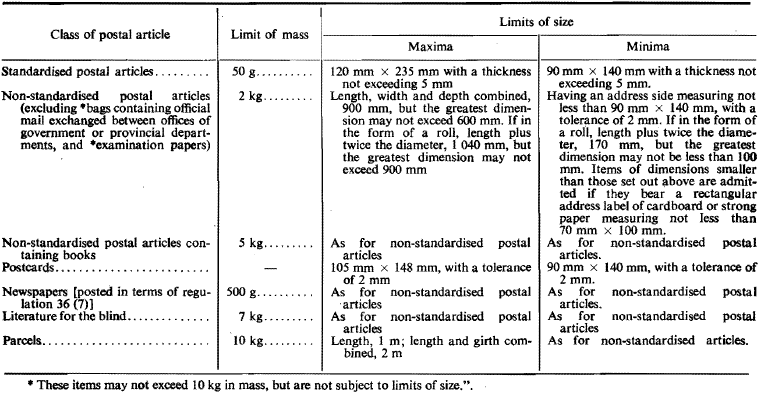 Class of postal article Limit of mass Limits of size
Maxima Minima
Standardised postal articles......... 50 g.......... 120 mm × 235 mm with a thickness not exceeding 5 mm 90 mm × 140 mm with a thickness not exceeding 5 mm.
Non-standardised postal articles (excluding *bags containing official mail exchanged between offices of government or provincial depart-ments, and *examination papers) 2 kg.......... Length, width and depth combined, 900 mm, but the greatest dimen-sion may not exceed 600 mm. If in the form of a roll, length plus twice the diameter, 1 040 mm, but the greatest dimension may not exceed 900 mm Having an address side measuring not less than 90 mm × 140 mm, with a tolerance of 2 mm. If in the form of a roll, length plus twice the diame-ter, 170 mm, but the greatest dimension may not be less than 100 mm. Items of dimensions smaller than those set out above are admit-ted if they bear a rectangular address label of cardboard or strong paper measuring not less than 70 mm × 100 mm.
Non-standardised postal articles con-taining books 5 kg......... As for non-standardised postal articles As for non-standardised postal articles.
Postcards........................ — 105 mm × 148 mm, with a tolerance of 2 mm 90 mm × 140 mm, with a tolerance of 2 mm.
Newspapers [posted in terms of regu-lation 36 (7)] 500 g......... As for non-standardised postal articles As for non-standardised postal articles.
Literature for the blind.............. 7 kg......... As for non-standardised postal articles As for non-standardised postal articles
Parcels........................... 10 kg......... Length, 1 m; length and girth com-bined, 2 m As for non-standardised articles.
* These items may not exceed 10 kg in mass, but are not subject to limits of size.”.